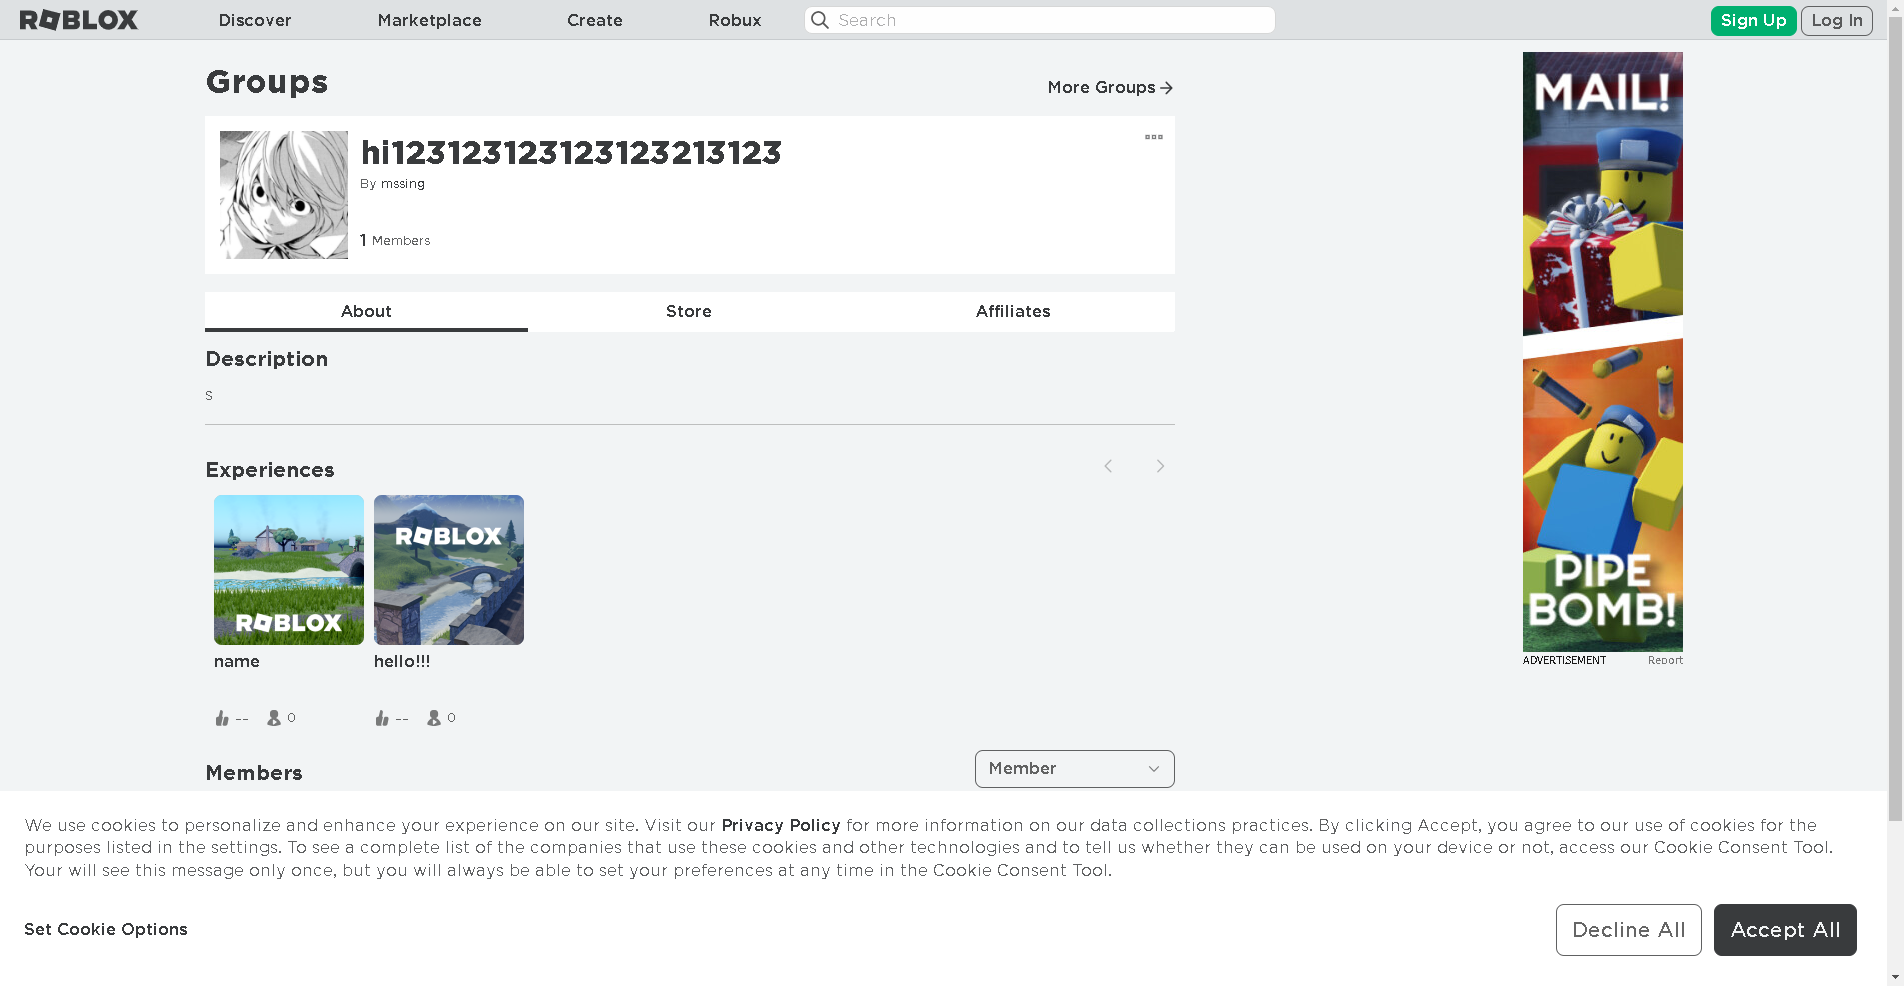 ROBLOX
Discover
Marketplace
Create
Robux
Search
Sign Up
Log In
Groups
More Groups
hi123123123123123213123
By mssing
1 Members
About
Store
Affiliates
Description
s
Experiences
ROBLOX
ROBLOX
name
hello!!!
-- 0
-- 0
Members
Member
MAIL!
PIPE
BOMB!
ADVERTISEMENT
Report
We use cookies to personalize and enhance your experience on our site. Visit our Privacy Policy for more information on our data collections practices. By clicking Accept, you agree to our use of cookies for the
purposes listed in the settings. To see a complete list of the companies that use these cookies and other technologies and to tell us whether they can be used on your device or not, access our Cookie Consent Tool.
Your will see this message only once, but you will always be able to set your preferences at any time in the Cookie Consent Tool.
Set Cookie Options
Decline All
Accept All